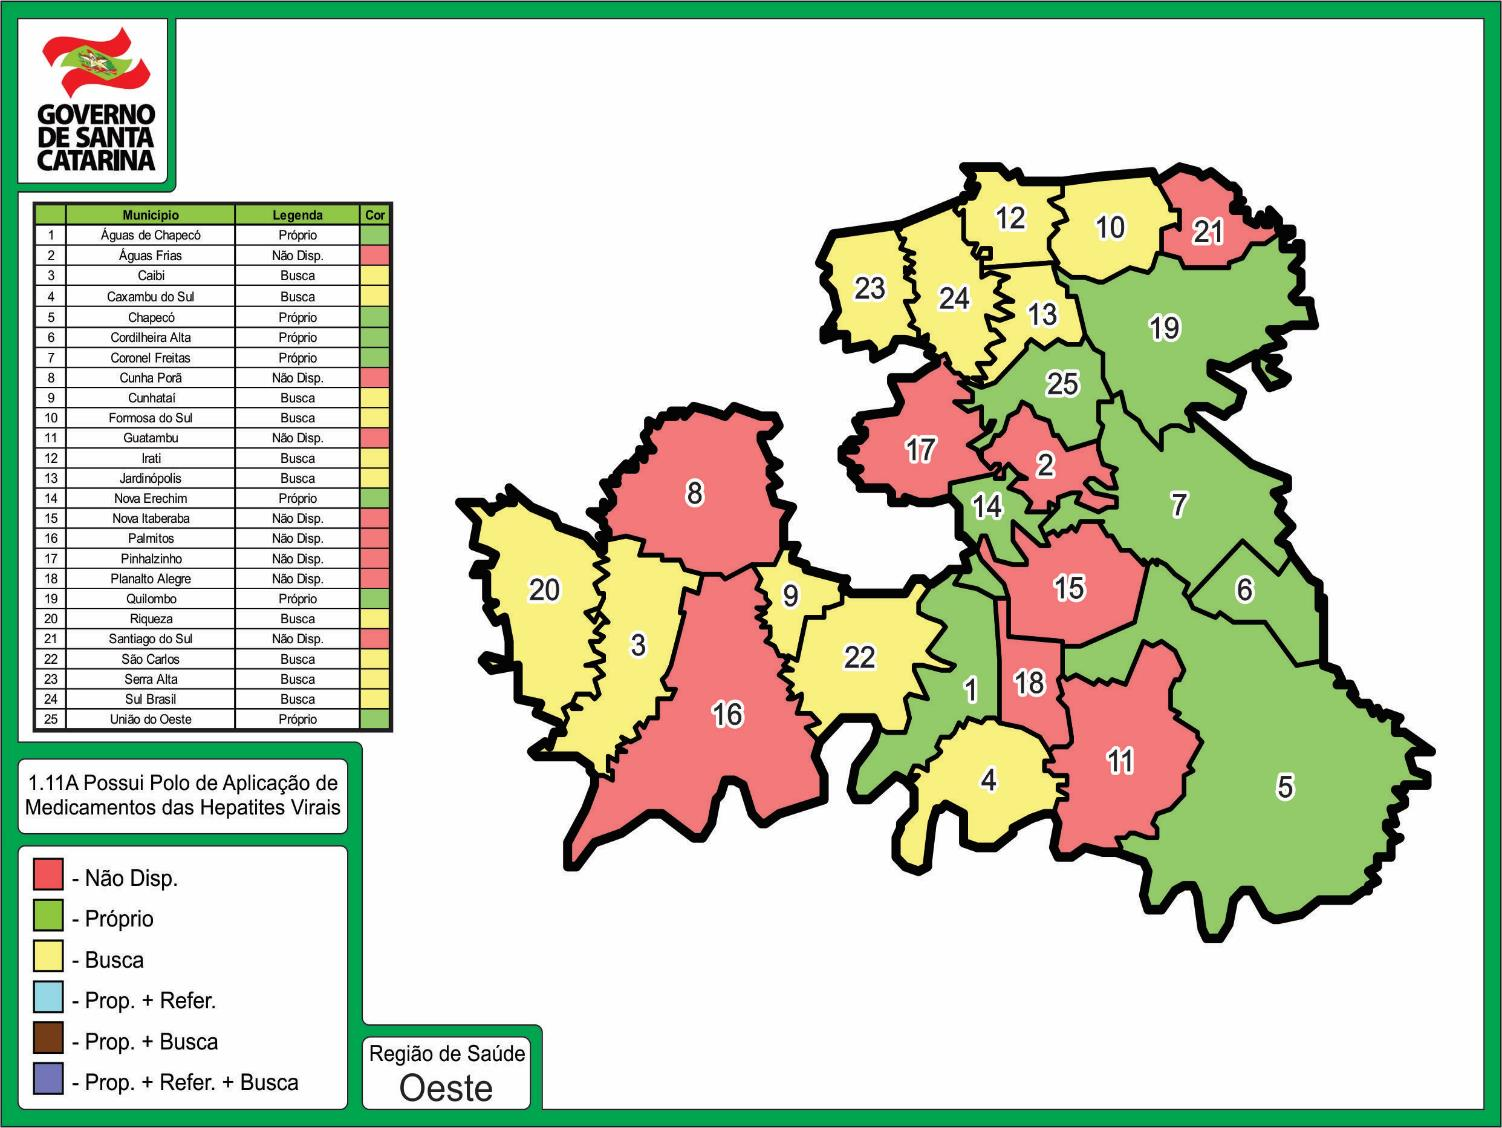 GOVERNO
DE SANTA
CATARINA
Município Legenda Cor
1 Águas de Chapecó Próprio
2 Águas Frias Não Disp.
3 Caibi Busca
4 Caxambu do Sul Busca
5 Chapecó Próprio
6 Cordilheira Alta Próprio
7 Coronel Freitas Próprio
8 Cunha Porã Não Disp.
9 Cunhataí Busca
10 Formosa do Sul Busca
11 Guatambu Não Disp.
12 Irati Busca
13 Jardinópolis Busca
14 Nova Erechim Próprio
15 Nova Itaberaba Não Disp.
16 Palmitos Não Disp.
17 Pinhalzinho Não Disp.
18 Planalto Alegre Não Disp.
19 Quilombo Próprio
20 Riqueza Busca
21 Santiago do Sul Não Disp.
22 São Carlos Busca
23 Serra Alta Busca
24 Sul Brasil Busca
25 União do Oeste Próprio
1.11A Possui Polo de Aplicação de
Medicamentos das Hepatites Virais
- Não Disp.
- Próprio
- Busca
- Prop. + Refer.
- Prop. + Busca
- Prop. + Refer. + Busca
Região de Saúde
Oeste
12
10
21
23
24
13
19
25
17
2
8
14
7
20
9
15
6
3
22
1
18
16
11
4
5